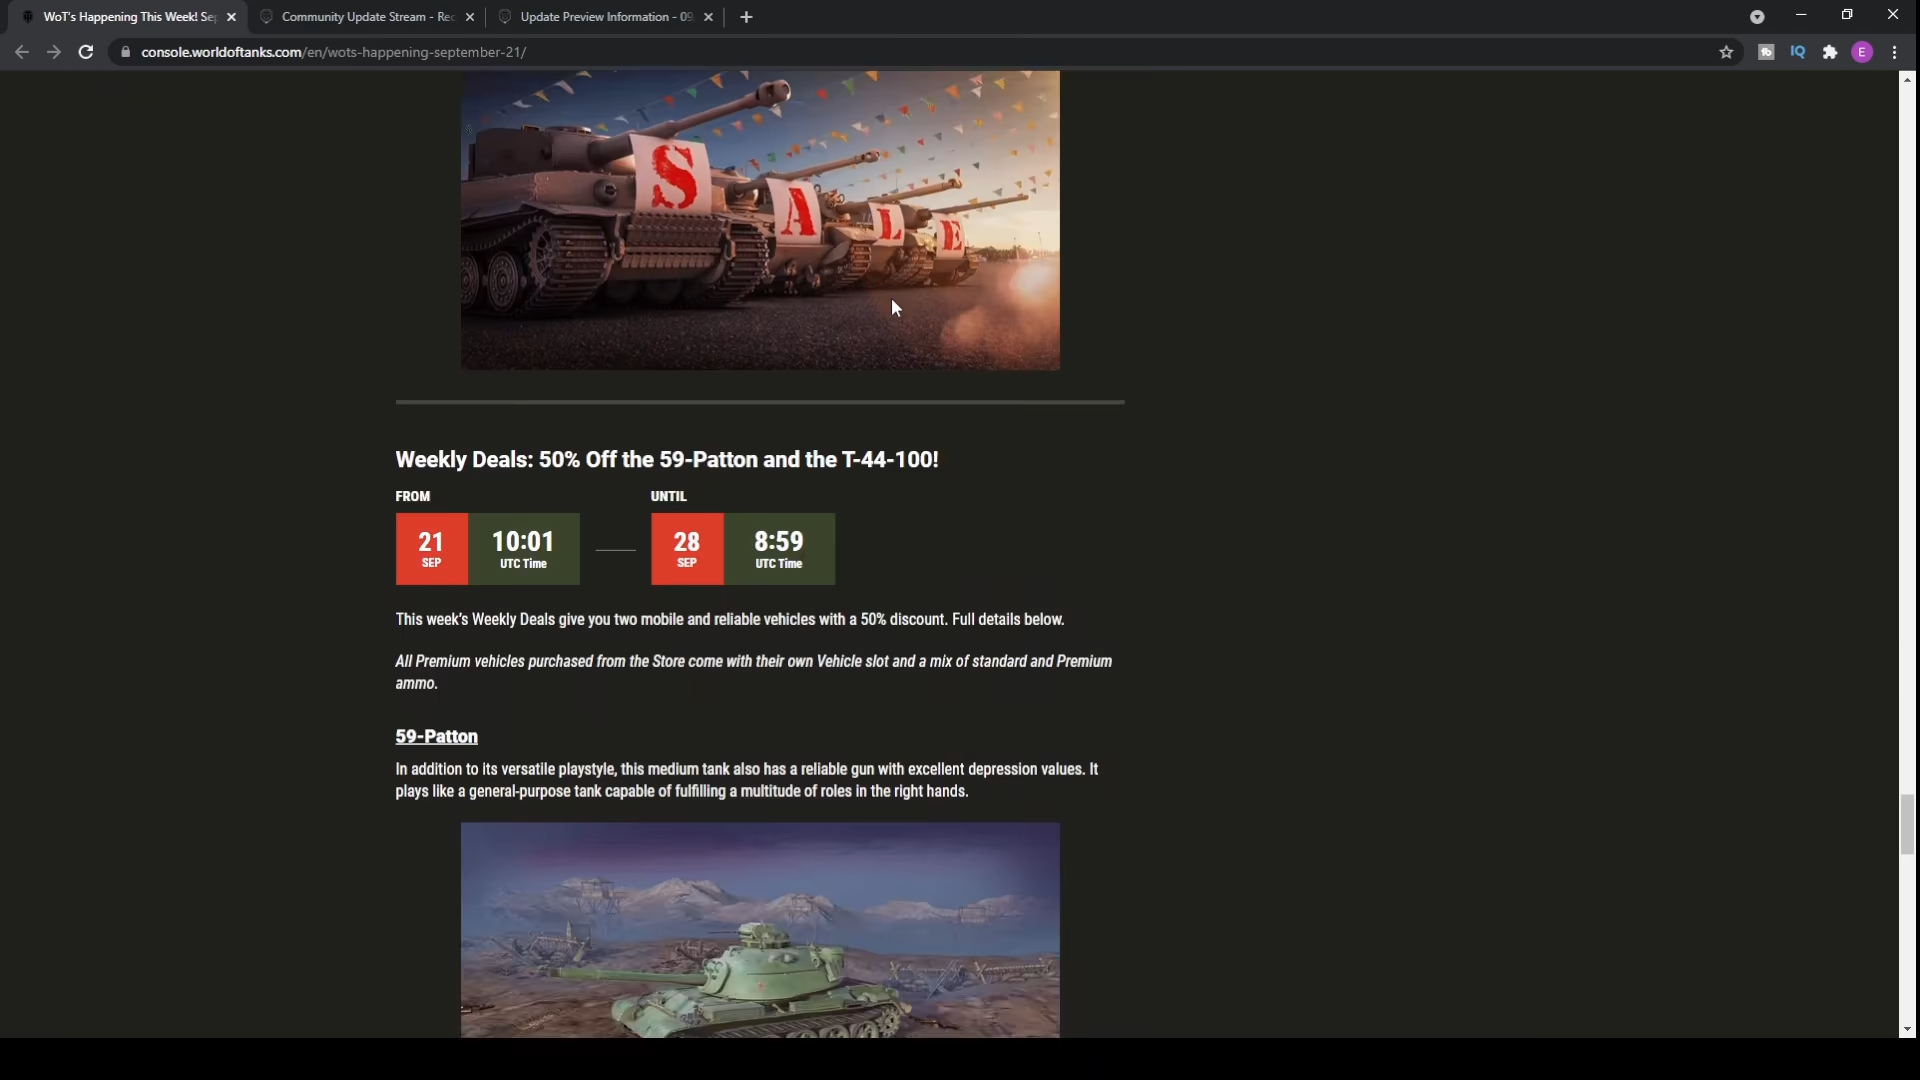 WoT's Happening This Week! Se
Community Update Stream - Rec
Update Preview Information - 09
console.worldoftanks.com/en/wots-happening-september-21/
IQ
E
S
A
L
E
Weekly Deals: 50% Off the 59-Patton and the T-44-100!
FROM
UNTIL
21
SEP
10:01
UTC Time
28
SEP
8:59
UTC Time
This week's Weekly Deals give you two mobile and reliable vehicles with a 50% discount. Full details below.
All Premium vehicles purchased from the Store come with their own Vehicle slot and a mix of standard and Premium
ammo.
59-Patton
In addition to its versatile playstyle, this medium tank also has a reliable gun with excellent depression values. It
plays like a general-purpose tank capable of fulfilling a multitude of roles in the right hands.